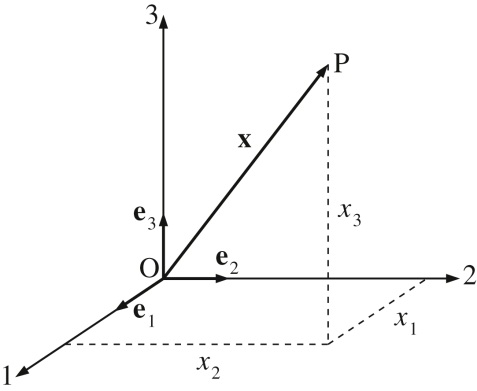 3
P
x
x₃
e₃
O
e₂
2
e₁
x₁
1
x₂